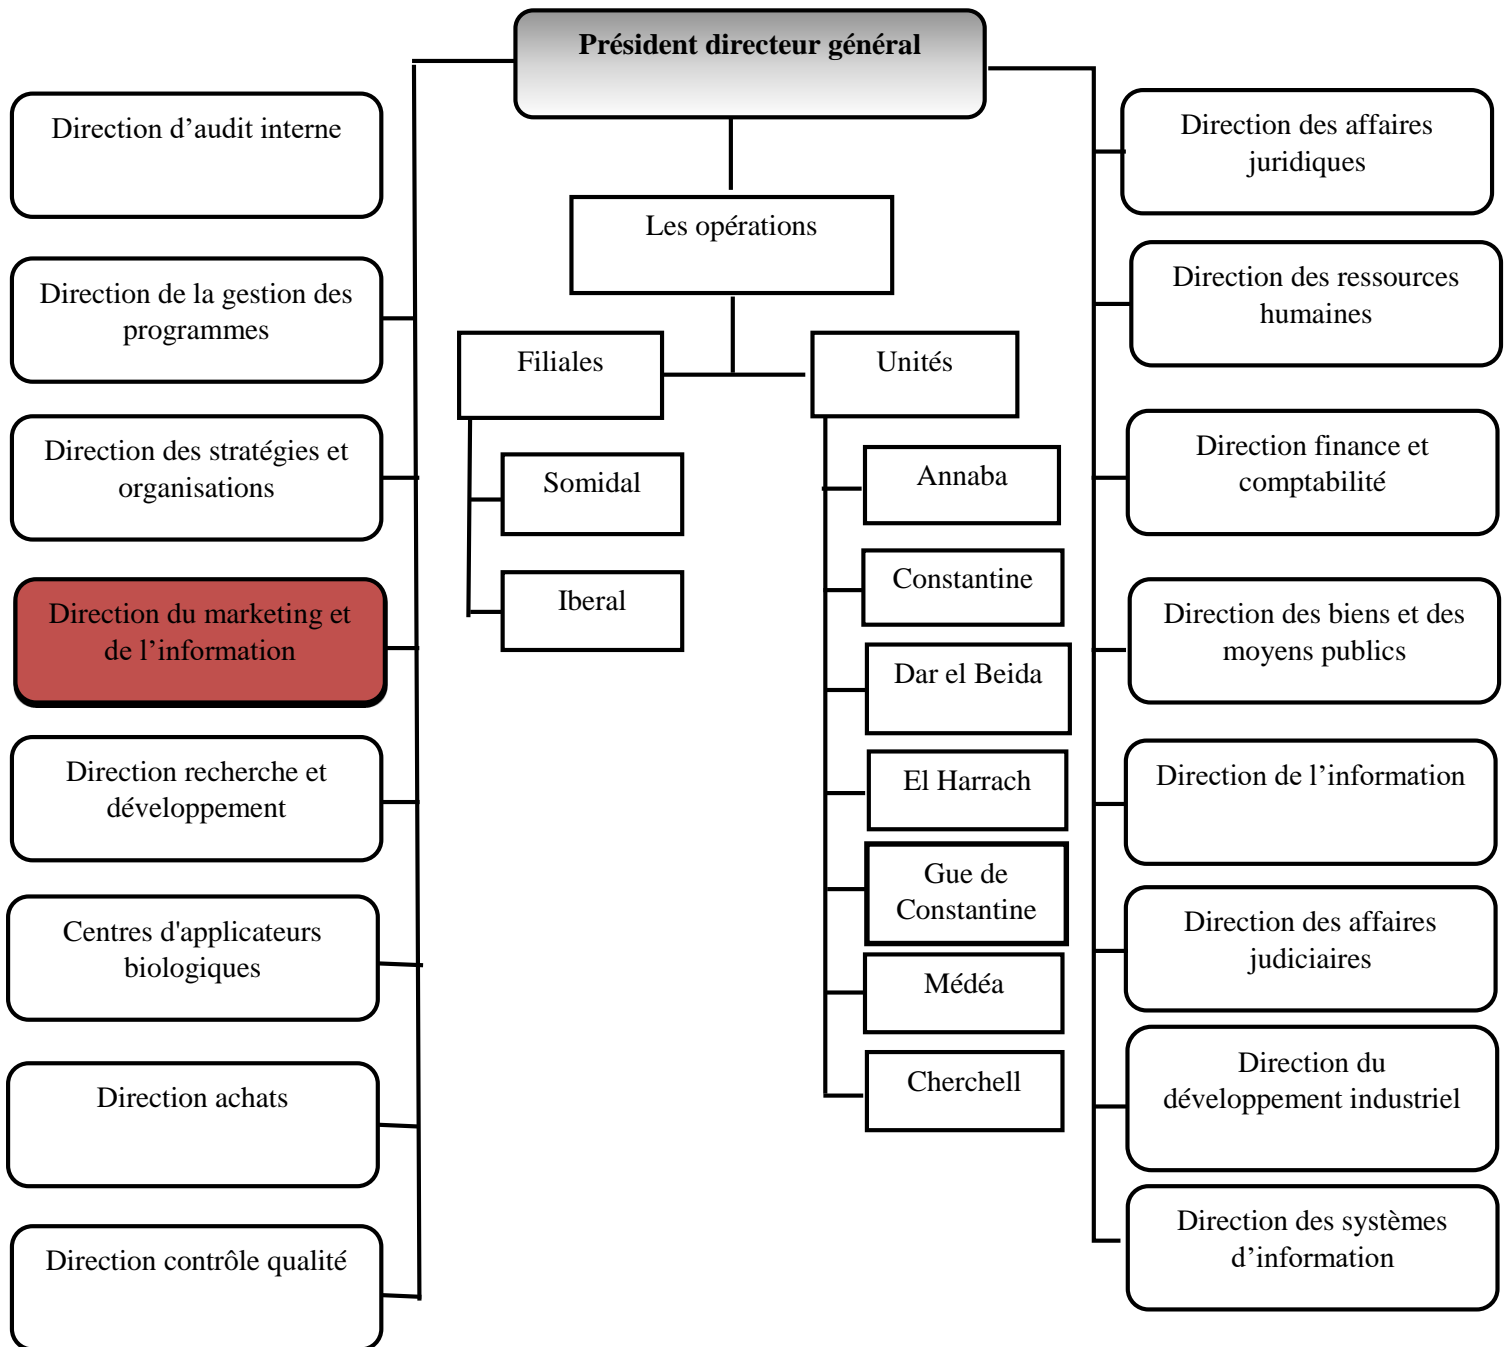 Président directeur général
Direction d’audit interne
Direction de la gestion des
programmes
Direction des stratégies et
organisations
Direction du marketing et
de l’information
Direction recherche et
développement
Centres d'applicateurs
biologiques
Direction achats
Direction contrôle qualité
Les opérations
Filiales
Somidal
Iberal
Unités
Annaba
Constantine
Dar el Beida
El Harrach
Gue de
Constantine
Médéa
Cherchell
Direction des affaires
juridiques
Direction des ressources
humaines
Direction finance et
comptabilité
Direction des biens et des
moyens publics
Direction de l’information
Direction des affaires
judiciaires
Direction du
développement industriel
Direction des systèmes
d’information